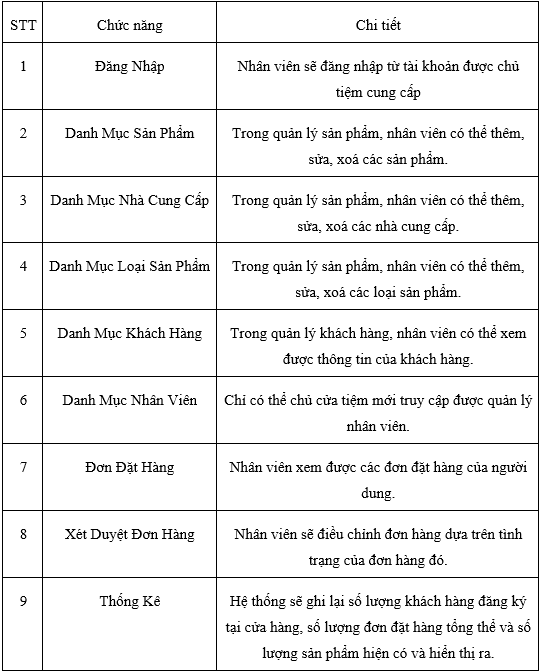 STT Chức năng Chi tiết
1 Đăng Nhập Nhân viên sẽ đăng nhập từ tài khoản được chủ
tiệm cung cấp
2 Danh Mục Sản Phẩm Trong quản lý sản phẩm, nhân viên có thể thêm,
sửa, xoá các sản phẩm.
3 Danh Mục Nhà Cung Cấp Trong quản lý sản phẩm, nhân viên có thể thêm,
sửa, xoá các nhà cung cấp.
4 Danh Mục Loại Sản Phẩm Trong quản lý sản phẩm, nhân viên có thể thêm,
sửa, xoá các loại sản phẩm.
5 Danh Mục Khách Hàng Trong quản lý khách hàng, nhân viên có thể xem
được thông tin của khách hàng.
6 Danh Mục Nhân Viên Chỉ có thể chủ cửa tiệm mới truy cập được quản lý
nhân viên.
7 Đơn Đặt Hàng Nhân viên xem được các đơn đặt hàng của người
dung.
8 Xét Duyệt Đơn Hàng Nhân viên sẽ điều chỉnh đơn hàng dựa trên tình
trạng của đơn hàng đó.
9 Thống Kê Hệ thống sẽ ghi lại số lượng khách hàng đăng ký
tại cửa hàng, số lượng đơn đặt hàng tổng thể và số
lượng sản phẩm hiện có và hiển thị ra.